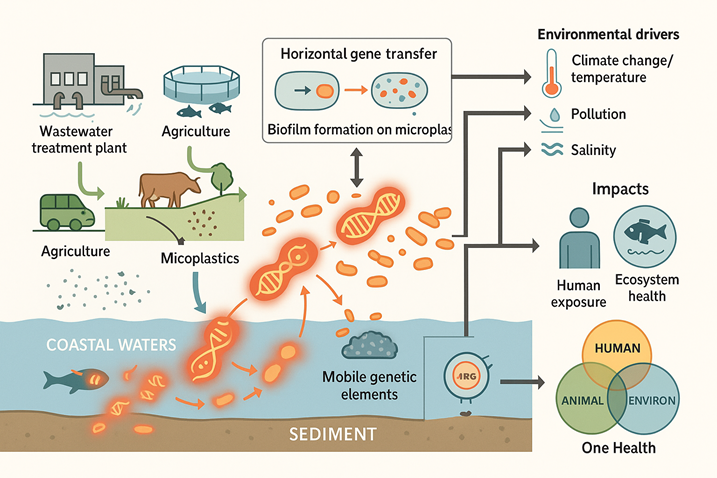 Environmental drivers
Climate change/
temperature
Pollution
Salinity
Horizontal gene transfer
Biofilm formation on microplas
Wastewater
treatment plant
Agriculture
Agriculture
Micoplastics
Impacts
Human
exposure
Ecosystem
health
COASTAL WATERS
Mobile genetic
elements
ARG
SEDIMENT
HUMAN
ANIMAL
ENVIRON
One Health